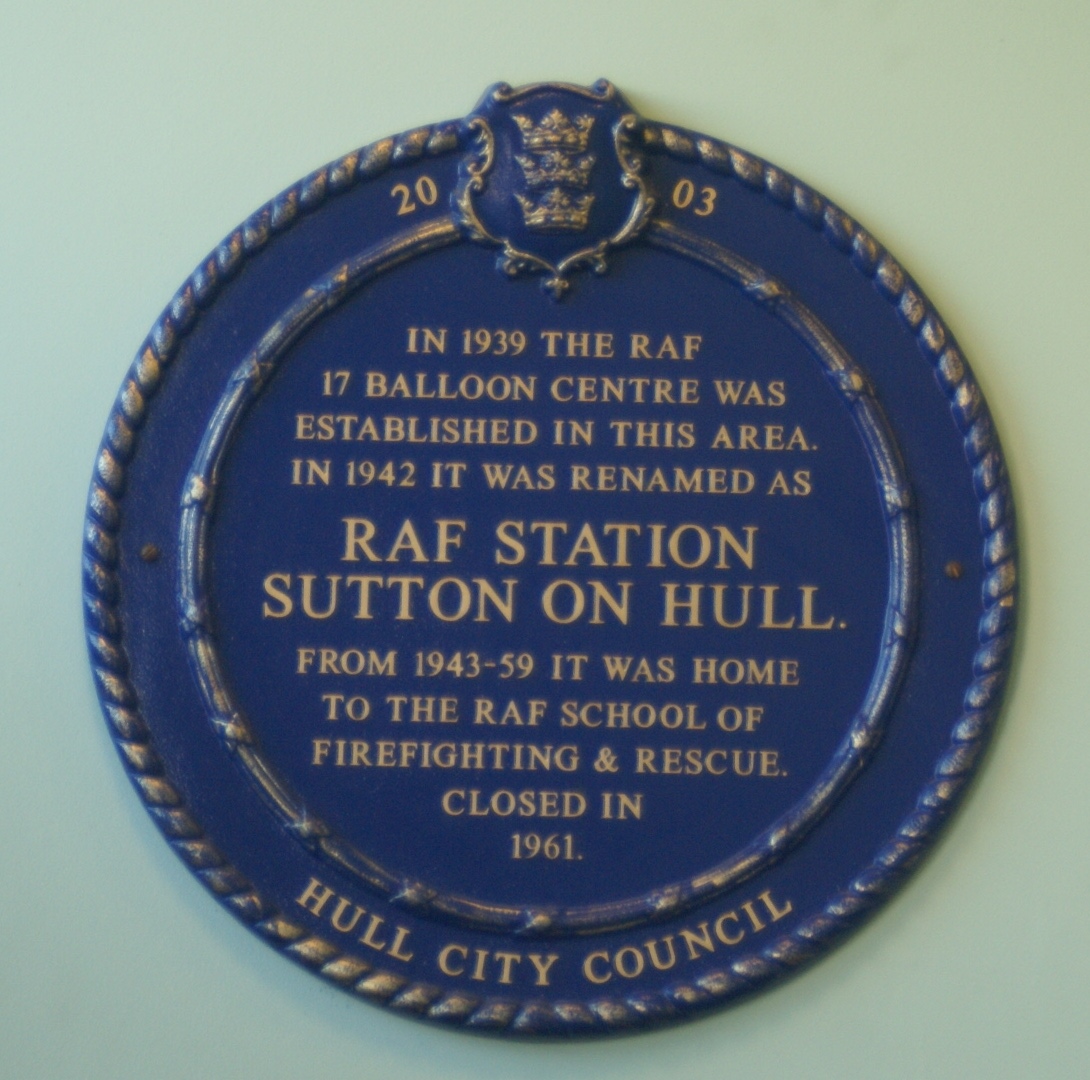 20 03
IN 1939 THE RAF
17 BALLOON CENTRE WAS
ESTABLISHED IN THIS AREA.
IN 1942 IT WAS RENAMED AS
RAF STATION
SUTTON ON HULL.
FROM 1943-59 IT WAS HOME
TO THE RAF SCHOOL OF
FIREFIGHTING & RESCUE.
CLOSED IN
1961.
HULL CITY COUNCIL